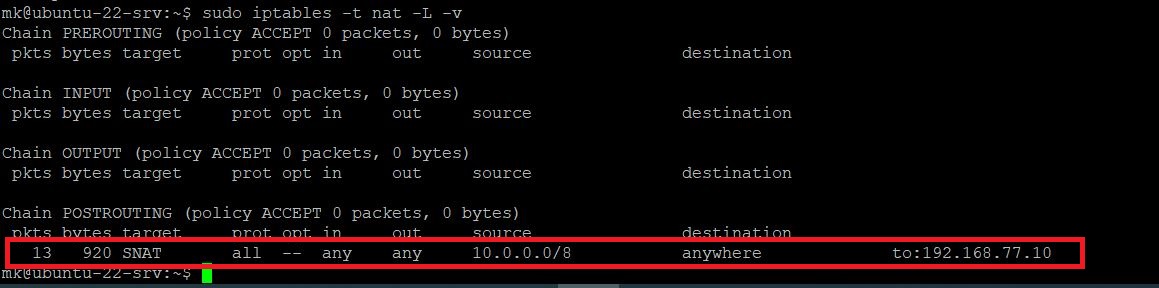 mk@ubuntu-22-srv:~$ sudo iptables -t nat -L -v
Chain PREROUTING (policy ACCEPT 0 packets, 0 bytes)
 pkts bytes target     prot opt in     out     source               destination

Chain INPUT (policy ACCEPT 0 packets, 0 bytes)
 pkts bytes target     prot opt in     out     source               destination

Chain OUTPUT (policy ACCEPT 0 packets, 0 bytes)
 pkts bytes target     prot opt in     out     source               destination

Chain POSTROUTING (policy ACCEPT 0 packets, 0 bytes)
 pkts bytes target     prot opt in     out     source               destination
   13   920 SNAT       all  --  any    any     10.0.0.0/8           anywhere             to:192.168.77.10
mk@ubuntu-22-srv:~$